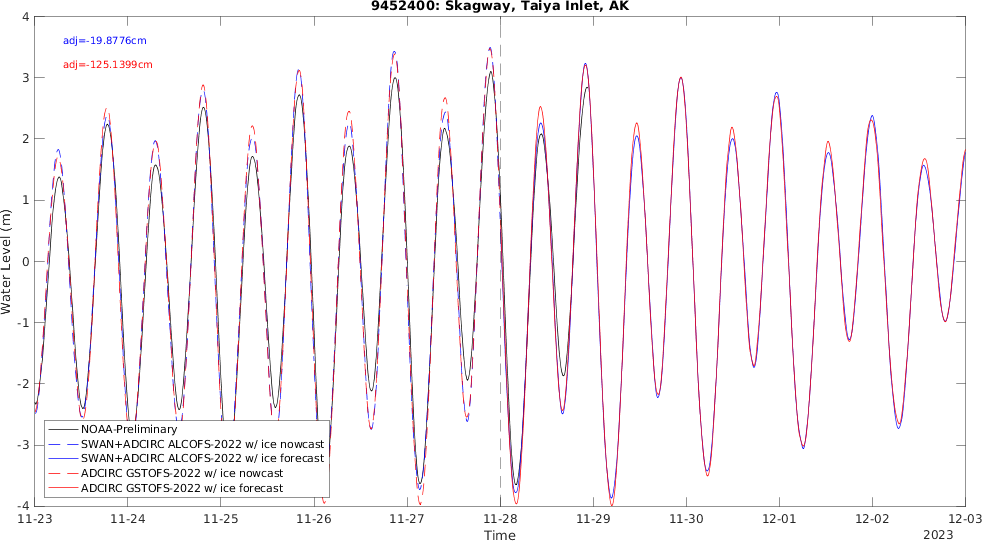 9452400: Skagway, Taiya Inlet, AK
adj=-19.8776cm
adj=-125.1399cm
Water Level (m)
4
3
2
1
0
-1
-2
-3
-4
NOAA-Preliminary
SWAN+ADCIRC ALCOFS-2022 w/ ice nowcast
SWAN+ADCIRC ALCOFS-2022 w/ ice forecast
ADCIRC GSTOFS-2022 w/ ice nowcast
ADCIRC GSTOFS-2022 w/ ice forecast
11-23 11-24 11-25 11-26 11-27 11-28 11-29 11-30 12-01 12-02 12-03
Time
2023